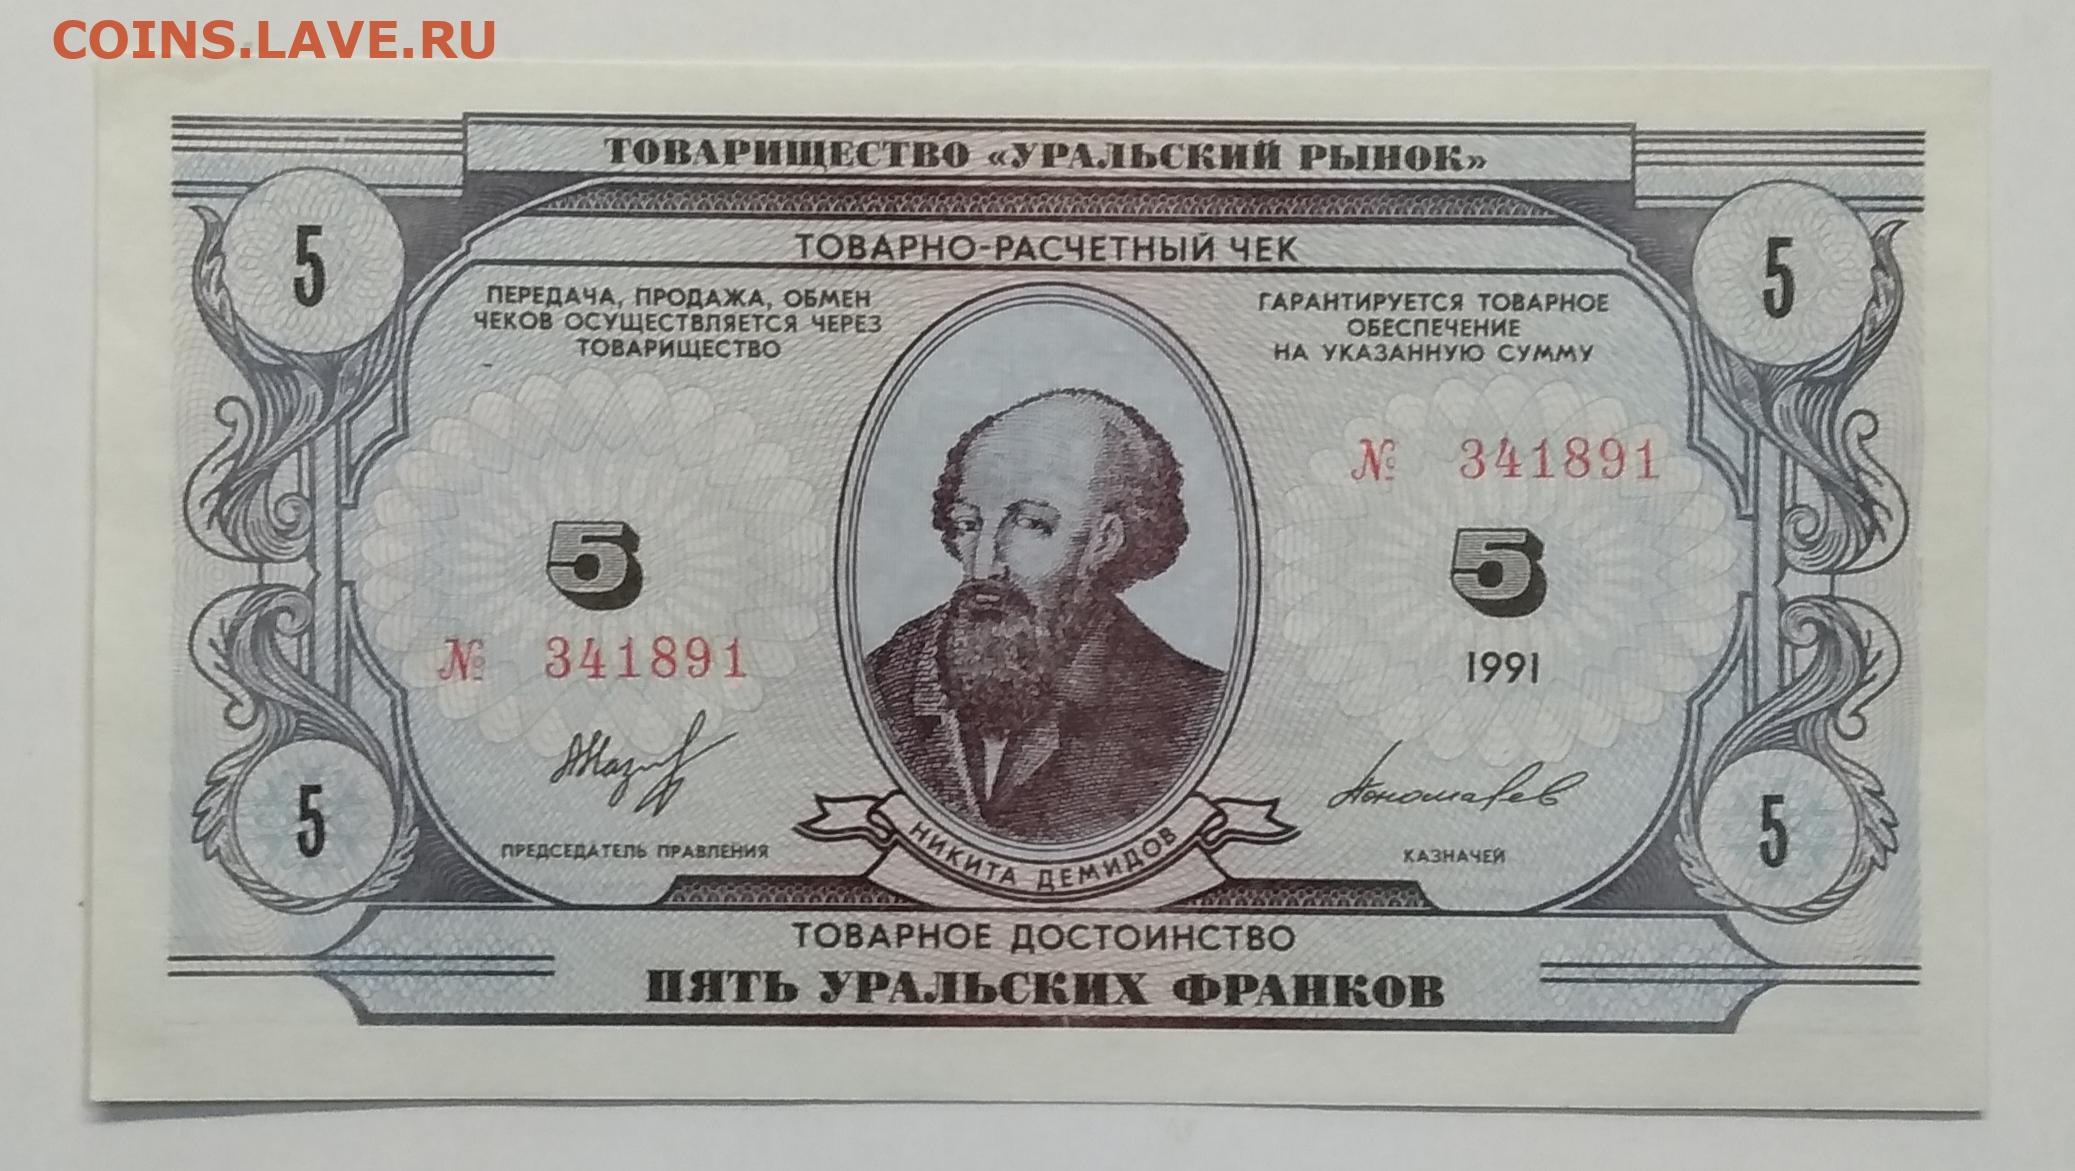 COINS.LAVE.RU
ТОВАРИЩЕСТВО «УРАЛЬСКИЙ РЫНОК»
5
5
ТОВАРНО-РАСЧЕТНЫЙ ЧЕК
ПЕРЕДАЧА, ПРОДАЖА, ОБМЕН
ЧЕКОВ ОСУЩЕСТВЛЯЕТСЯ ЧЕРЕЗ
ТОВАРИЩЕСТВО
ГАРАНТИРУЕТСЯ ТОВАРНОЕ
ОБЕСПЕЧЕНИЕ
НА УКАЗАННУЮ СУММУ
№ 341891
5
5
№ 341891
1991
Пономарев
5
5
ПРЕДСЕДАТЕЛЬ ПРАВЛЕНИЯ
НИКИТА ДЕМИДОВ
КАЗНАЧЕЙ
ТОВАРНОЕ ДОСТОИНСТВО
ПЯТЬ УРАЛЬСКИХ ФРАНКОВ